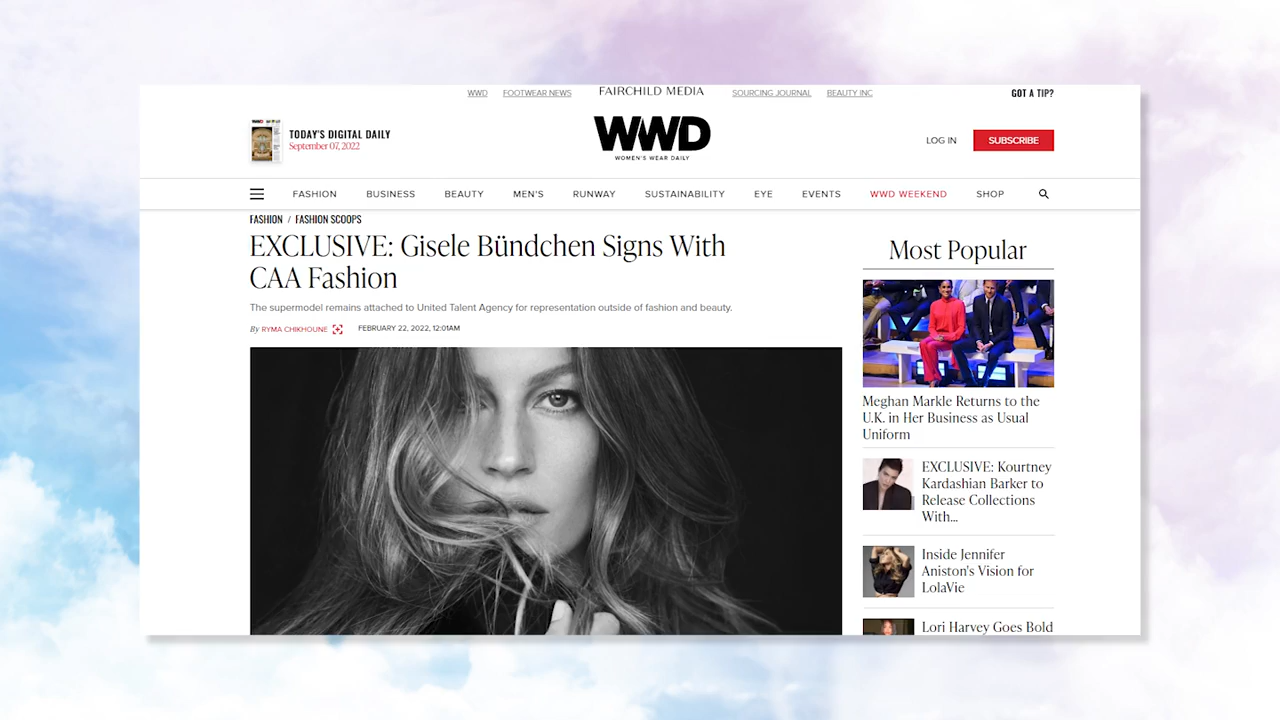 WWD FOOTWEAR NEWS FAIRCHILD MEDIA SOURCING JOURNAL BEAUTY INC GOT A TIP?
TODAY'S DIGITAL DAILY
September 07, 2022
WWD
WOMEN'S WEAR DAILY
LOG IN SUBSCRIBE
FASHION BUSINESS BEAUTY MEN'S RUNWAY SUSTAINABILITY EYE EVENTS WWD WEEKEND SHOP
FASHION / FASHION SCOOPS
EXCLUSIVE: Gisele Bündchen Signs With
CAA Fashion
The supermodel remains attached to United Talent Agency for representation outside of fashion and beauty.
By RYMA CHIKHOUNE FEBRUARY 22, 2022, 12:01AM
Most Popular
Meghan Markle Returns to the
U.K. in Her Business as Usual
Uniform
EXCLUSIVE: Kourtney
Kardashian Barker to
Release Collections
With...
Inside Jennifer
Aniston's Vision for
LolaVie
Lori Harvey Goes Bold